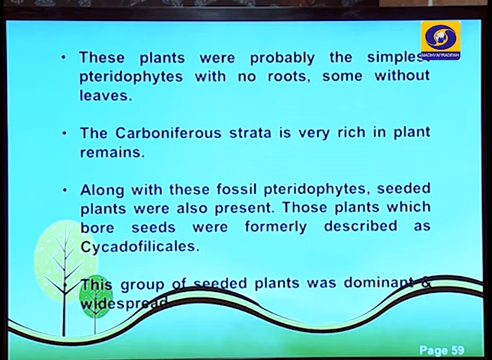 • These plants were probably the simplest
pteridophytes with no roots, some without
leaves.
• The Carboniferous strata is very rich in plant
remains.
• Along with these fossil pteridophytes, seeded
plants were also present. Those plants which
bore seeds were formerly described as
Cycadofilicales.
This group of seeded plants was dominant &
widespread.
Page 59
MADHYAPRADESH